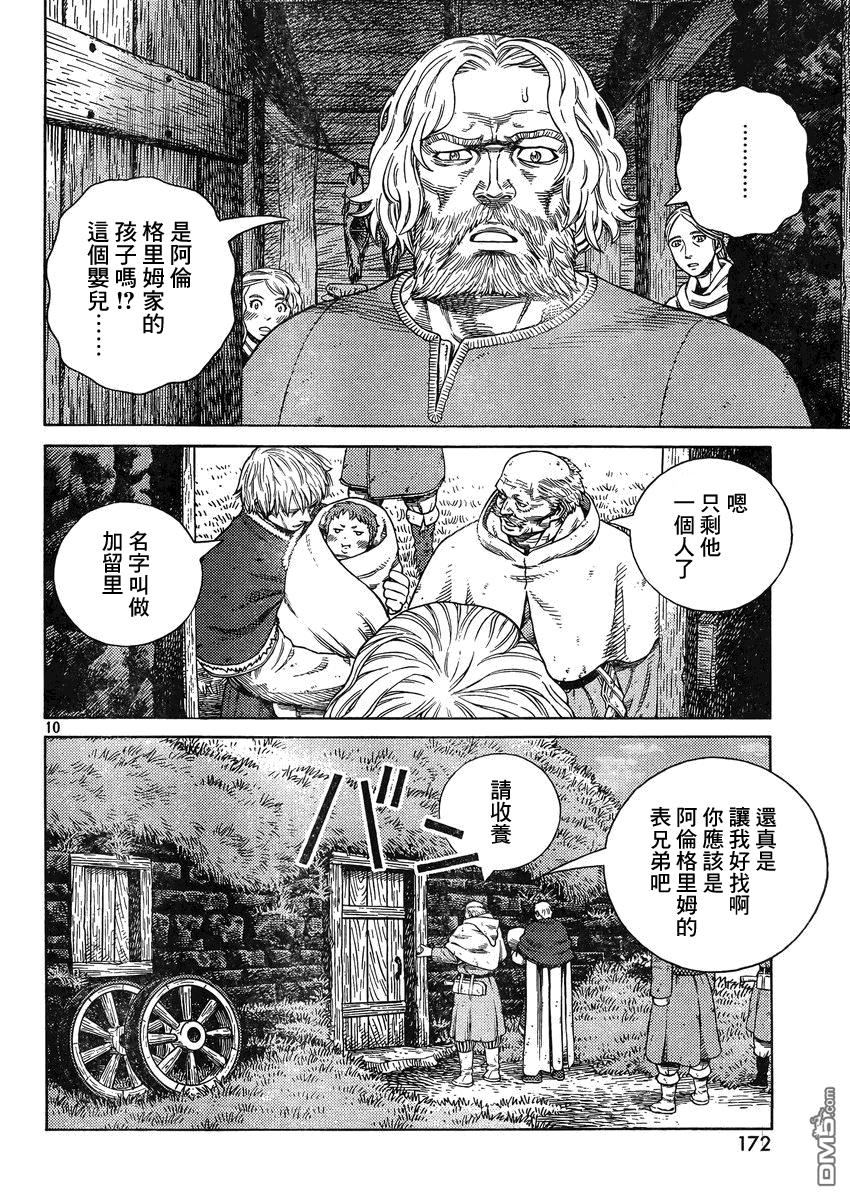 …………
是阿倫
格里姆家的
孩子嗎!?
這個嬰兒……
嗯
只剩他
一個人了
名字叫做
加留里
10
還真是
讓我好找啊
你應該是
阿倫格里姆的
表兄弟吧
請收養
バン
172
DM5.com